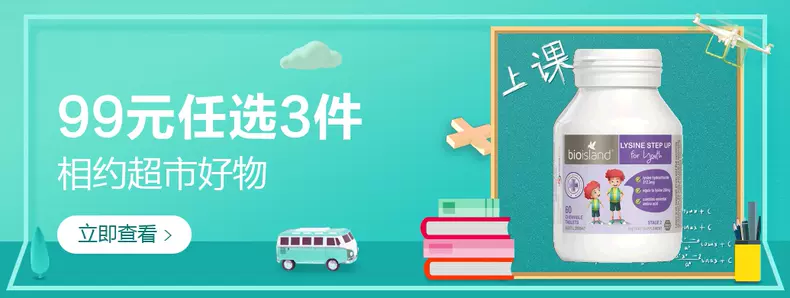 99元任选3件
相约超市好物
立即查看 >
上课
bioisland
LYSINE STEP UP
for Youth
60
CHEWABLE
TABLETS
STAGE 2